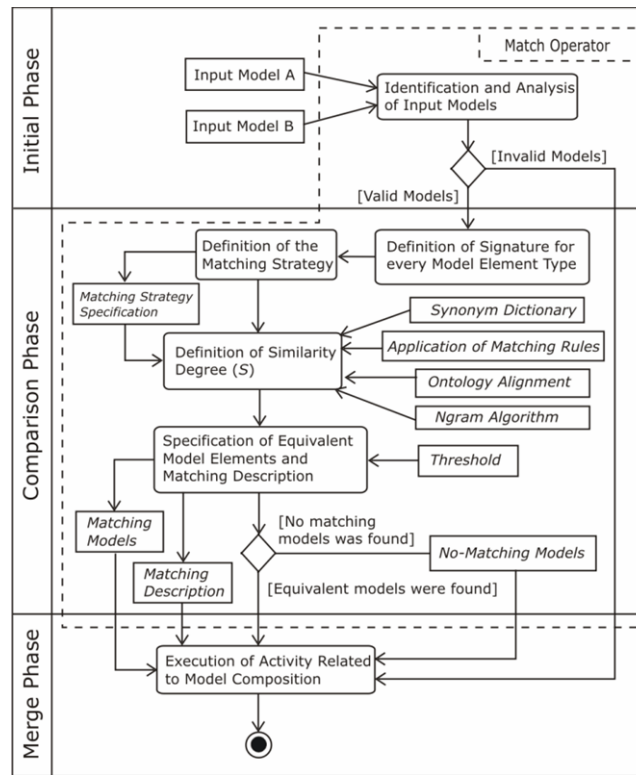 Initial Phase
Match Operator
Input Model A
Input Model B
Identification and Analysis
of Input Models
[Invalid Models]
[Valid Models]
Comparison Phase
Definition of the
Matching Strategy
Definition of Signature for
every Model Element Type
Matching Strategy
Specification
Synonym Dictionary
Definition of Similarity
Degree (S)
Application of Matching Rules
Ontology Alignment
Ngram Algorithm
Specification of Equivalent
Model Elements and
Matching Description
Threshold
Matching
Models
[No matching
models was found]
No-Matching Models
Matching
Description
[Equivalent models were found]
Merge Phase
Execution of Activity Related
to Model Composition